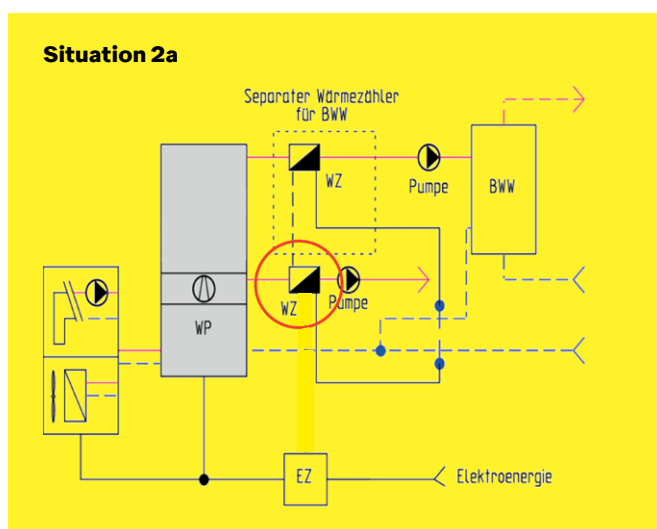 Situation 2a
Separater Wärmezähler
für BWW
WZ
Pumpe
BWW
WZ
Pumpe
WP
EZ
Elektroenergie